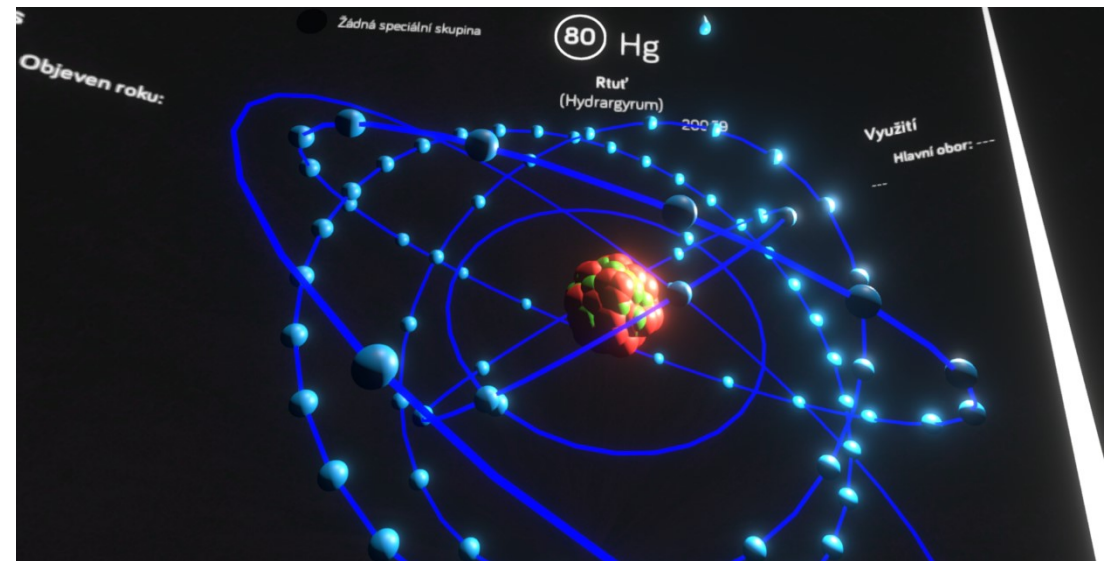 s
Žádná speciální skupina
80 Hg
Objeven roku:
Rtuť
(Hydrargyrum)
Využití
Hlavní obor: ---
---